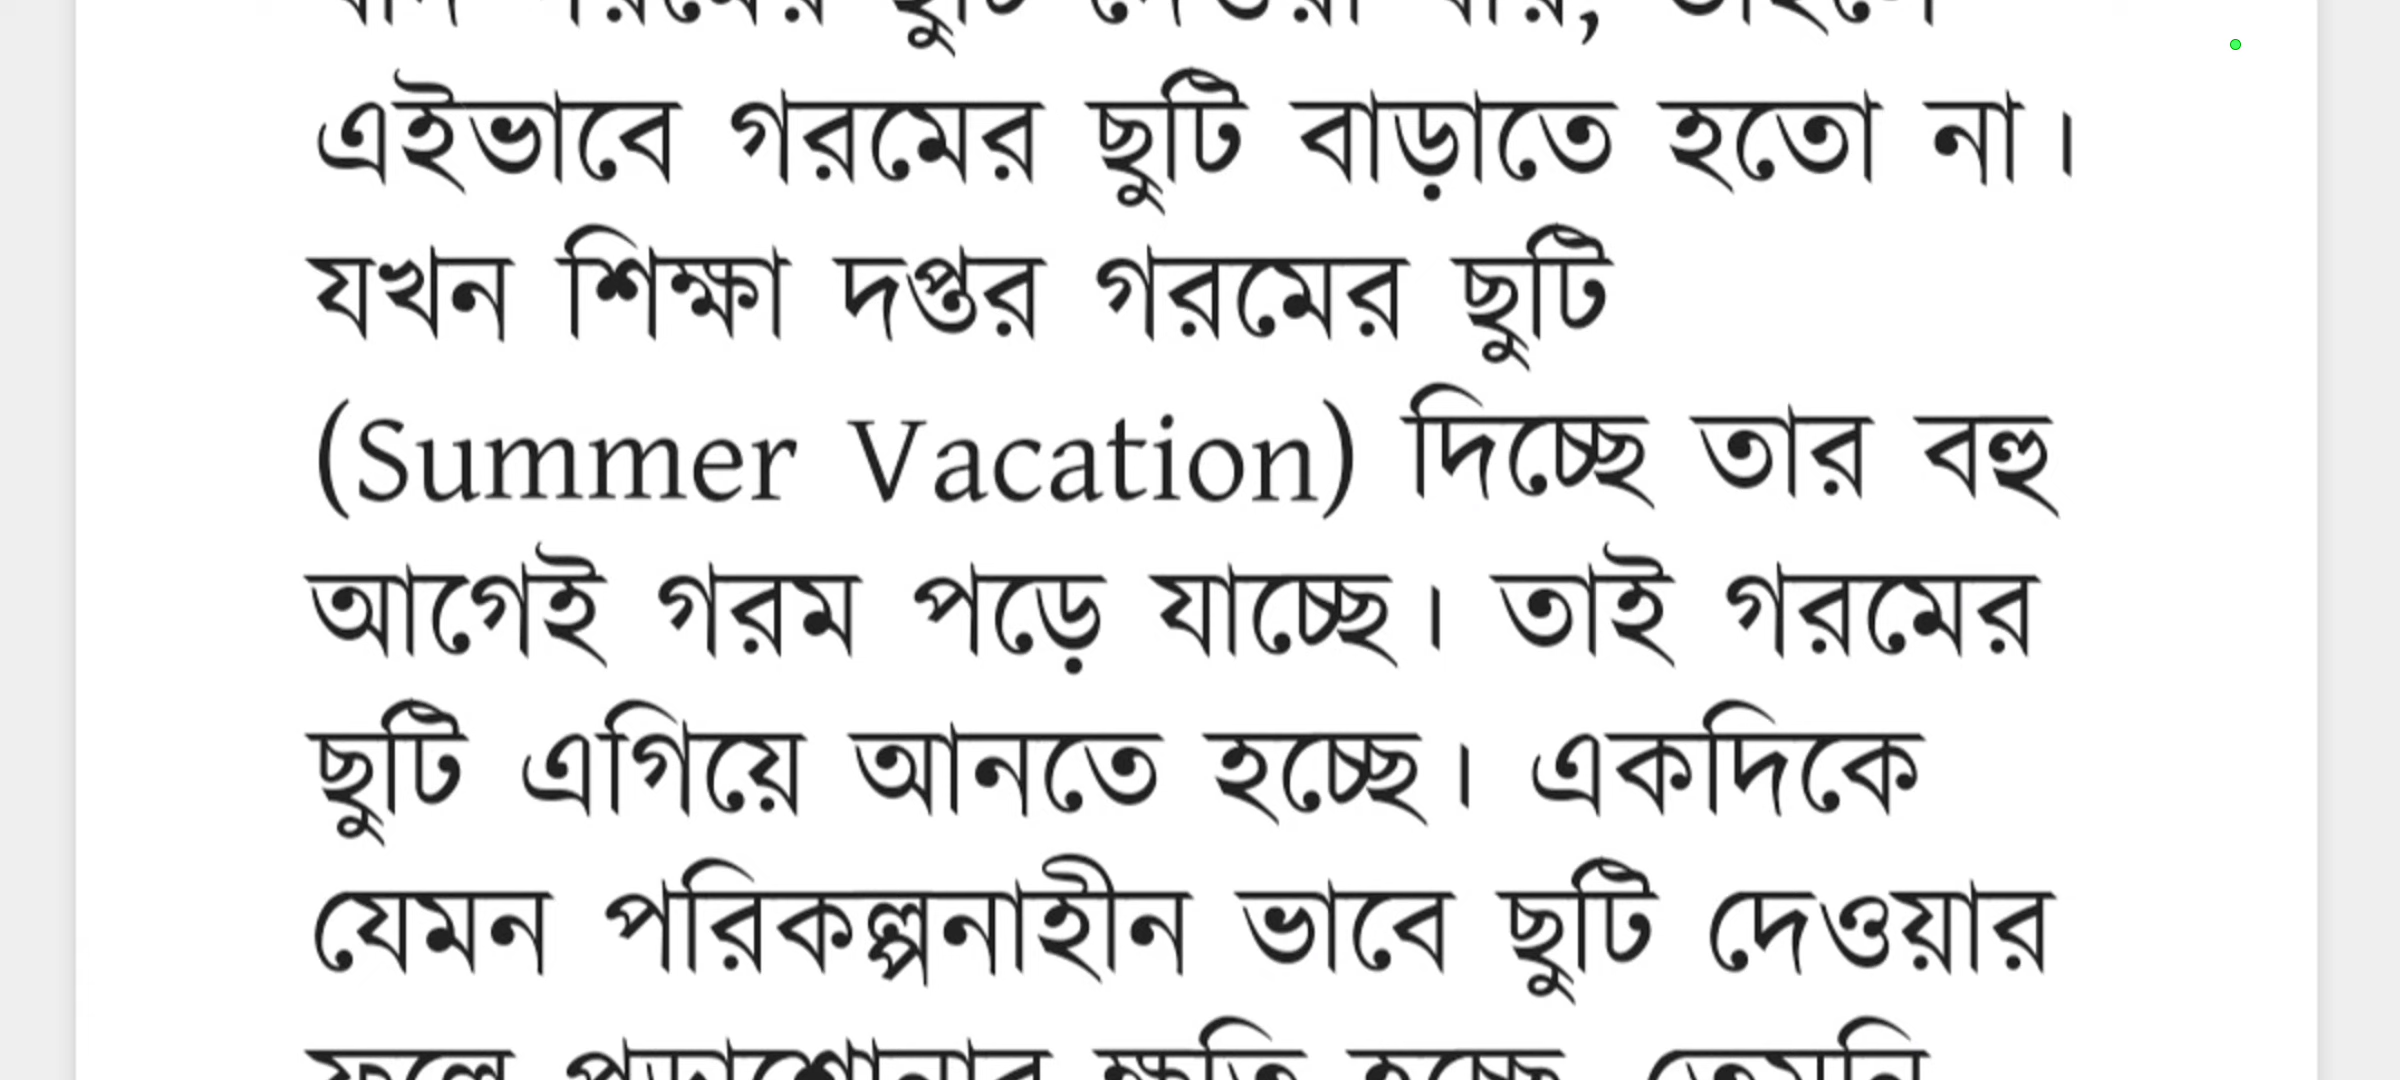 এইভাবে গরমের ছুটি বাড়াতে হতো না।
যখন শিক্ষা দপ্তর গরমের ছুটি
(Summer Vacation) দিচ্ছে তার বহু
আগেই গরম পড়ে যাচ্ছে। তাই গরমের
ছুটি এগিয়ে আনতে হচ্ছে। একদিকে
যেমন পরিকল্পনাহীন ভাবে ছুটি দেওয়ার